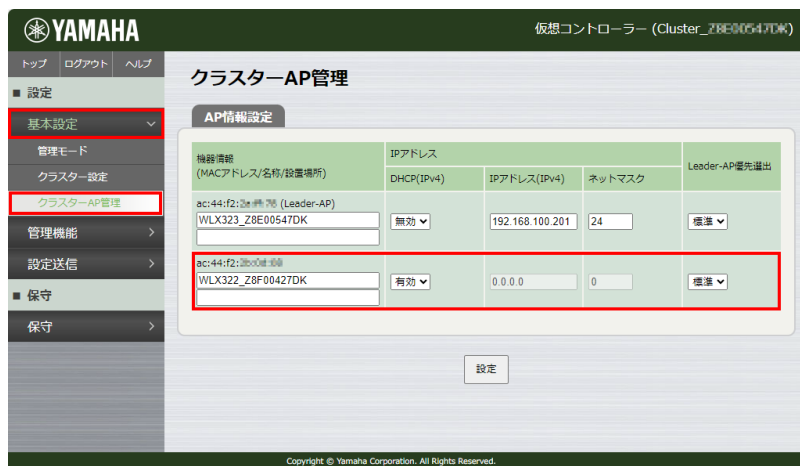 YAMAHA
仮想コントローラー (Cluster_Z8E00547DK)
トップ ログアウト ヘルプ
■ 設定
基本設定
管理モード
クラスター設定
クラスターAP管理
管理機能
設定送信
■ 保守
保守
クラスターAP管理
AP情報設定
機器情報
(MACアドレス/名称/設置場所)
IPアドレス
Leader-AP優先選出
DHCP(IPv4) IPアドレス(IPv4) ネットマスク
ac:44:f2: (Leader-AP)
WLX323_Z8E00547DK 無効 192.168.100.201 24 標準
ac:44:f2:
WLX322_Z8F00427DK 有効 0.0.0.0 0 標準
設定
Copyright © Yamaha Corporation. All Rights Reserved.